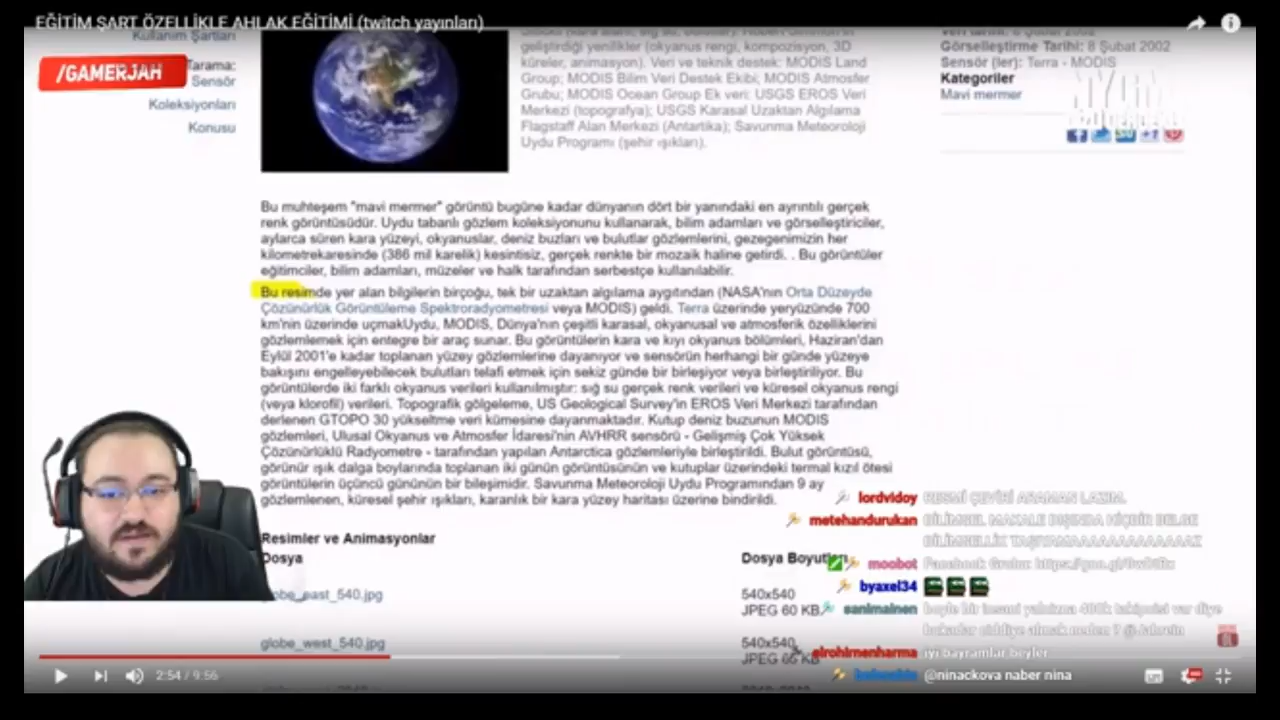 EĞİTİM ŞART ÖZELLİKLE AHLAK EĞİTİMİ (twitch yayınları)
Kullanım Şartları
/GAMERJAH
Tarama:
Sensör
Koleksiyonları
Konusu
geliştirdiği yenilikler (okyanus rengi, kompozisyon, 3D
küreler, animasyon). Veri ve teknik destek: MODIS Land
Group; MODIS Bilim Veri Destek Ekibi; MODIS Atmosfer
Grubu; MODIS Ocean Group Ek veri: USGS EROS Veri
Merkezi (topografya); USGS Karasal Uzaktan Algılama
Flagstaff Alan Merkezi (Antartika); Savunma Meteoroloji
Uydu Programı (şehir ışıkları).
Veri tarihi: 8 Şubat 2002
Görselleştirme Tarihi: 8 Şubat 2002
Sensör (ler): Terra - MODIS
Kategoriler
Mavi mermer
Bu muhteşem "mavi mermer" görüntü bugüne kadar dünyanın dört bir yanındaki en ayrıntılı gerçek
renk görüntüsüdür. Uydu tabanlı gözlem koleksiyonunu kullanarak, bilim adamları ve görselleştiriciler,
aylarca süren kara yüzeyi, okyanuslar, deniz buzları ve bulutlar gözlemlerini, gezegenimizin her
kilometrekaresinde (386 mil karelik) kesintisiz, gerçek renkte bir mozaik haline getirdi. . Bu görüntüler
eğitimciler, bilim adamları, müzeler ve halk tarafından serbestçe kullanılabilir.
Bu resimde yer alan bilgilerin birçoğu, tek bir uzaktan algılama aygıtından (NASA'nın Orta Düzeyde
Çözünürlük Görüntüleme Spektroradyometresi veya MODIS) geldi. Terra üzerinde yeryüzünde 700
km'nin üzerinde uçmakUydu, MODIS, Dünya'nın çeşitli karasal, okyanusal ve atmosferik özelliklerini
gözlemlemek için entegre bir araç sunar. Bu görüntülerin kara ve kıyı okyanus bölümleri, Haziran'dan
Eylül 2001'e kadar toplanan yüzey gözlemlerine dayanıyor ve sensörün herhangi bir günde yüzeye
bakışını engelleyebilecek bulutları telafi etmek için sekiz günde bir birleşiyor veya birleştiriliyor. Bu
görüntülerde iki farklı okyanus verileri kullanılmıştır: sığ su gerçek renk verileri ve küresel okyanus rengi
(veya klorofil) verileri. Topografik gölgeleme, US Geological Survey'in EROS Veri Merkezi tarafından
derlenen GTOPO 30 yükseltme veri kümesine dayanmaktadır. Kutup deniz buzunun MODIS
gözlemleri, Ulusal Okyanus ve Atmosfer İdaresi'nin AVHRR sensörü - Gelişmiş Çok Yüksek
Çözünürlüklü Radyometre - tarafından yapılan Antarctica gözlemleriyle birleştirildi. Bulut görüntüsü,
görünür ışık dalga boylarında toplanan iki günün görüntüsünün ve kutuplar üzerindeki termal kızıl ötesi
görüntülerin üçüncü gününün bir bileşimidir. Savunma Meteoroloji Uydu Programından 9 ay
gözlemlenen, küresel şehir ışıkları, karanlık bir kara yüzey haritası üzerine bindirildi.
Resimler ve Animasyonlar
Dosya
Dosya Boyutları
globe_east_540.jpg
540x540
JPEG 60 KB
globe_west_540.jpg
540x540
JPEG 66 KB
lordvidoy RESMİ ÇEVİRİ ARAMAN LAZIM.
metehandurukan BİLİMSEL MAKALE DIŞINDA HİÇBİR BELGE
moobot Facebook Grubu:
byaxel34
sanimainen boyle bir insani yalnizca 400k takipcisi var diye
bukadar ciddiye almak neden ? @Jahrein
elrohirnenharma iyi bayramlar beyler
@ninackova naber nina
2:54 / 9:56